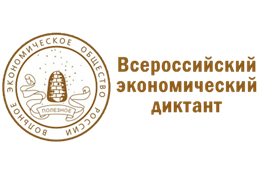 ВОЛЬНОЕ ЭКОНОМИЧЕСКОЕ ОБЩЕСТВО РОССИИ
ПОЛЕЗНОЕ
Всероссийский
экономический
диктант